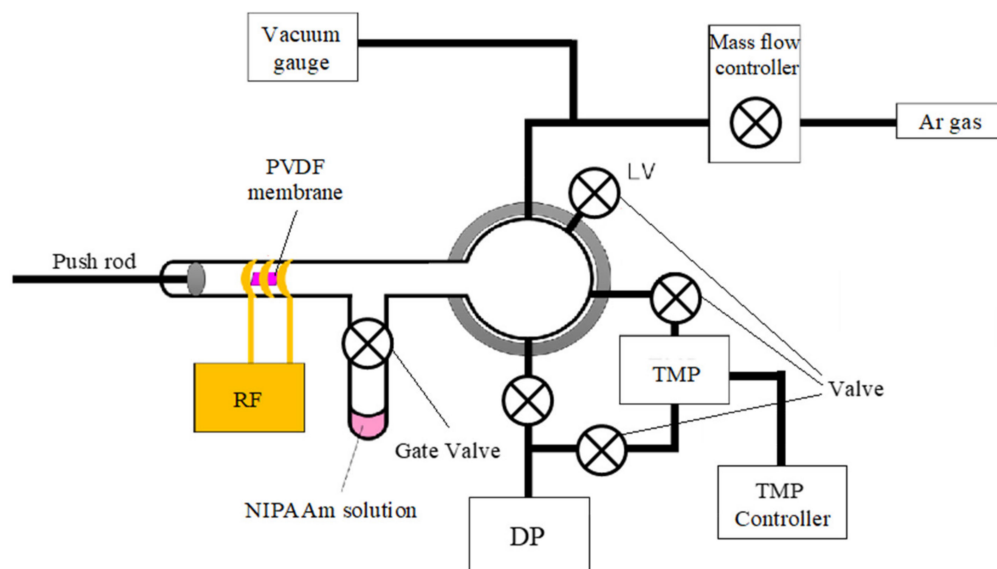 Vacuum
gauge
Mass flow
controller
Ar gas
LV
PVDF
membrane
Push rod
TMP
RF
Valve
Gate Valve
NIPAAm solution
DP
TMP
Controller